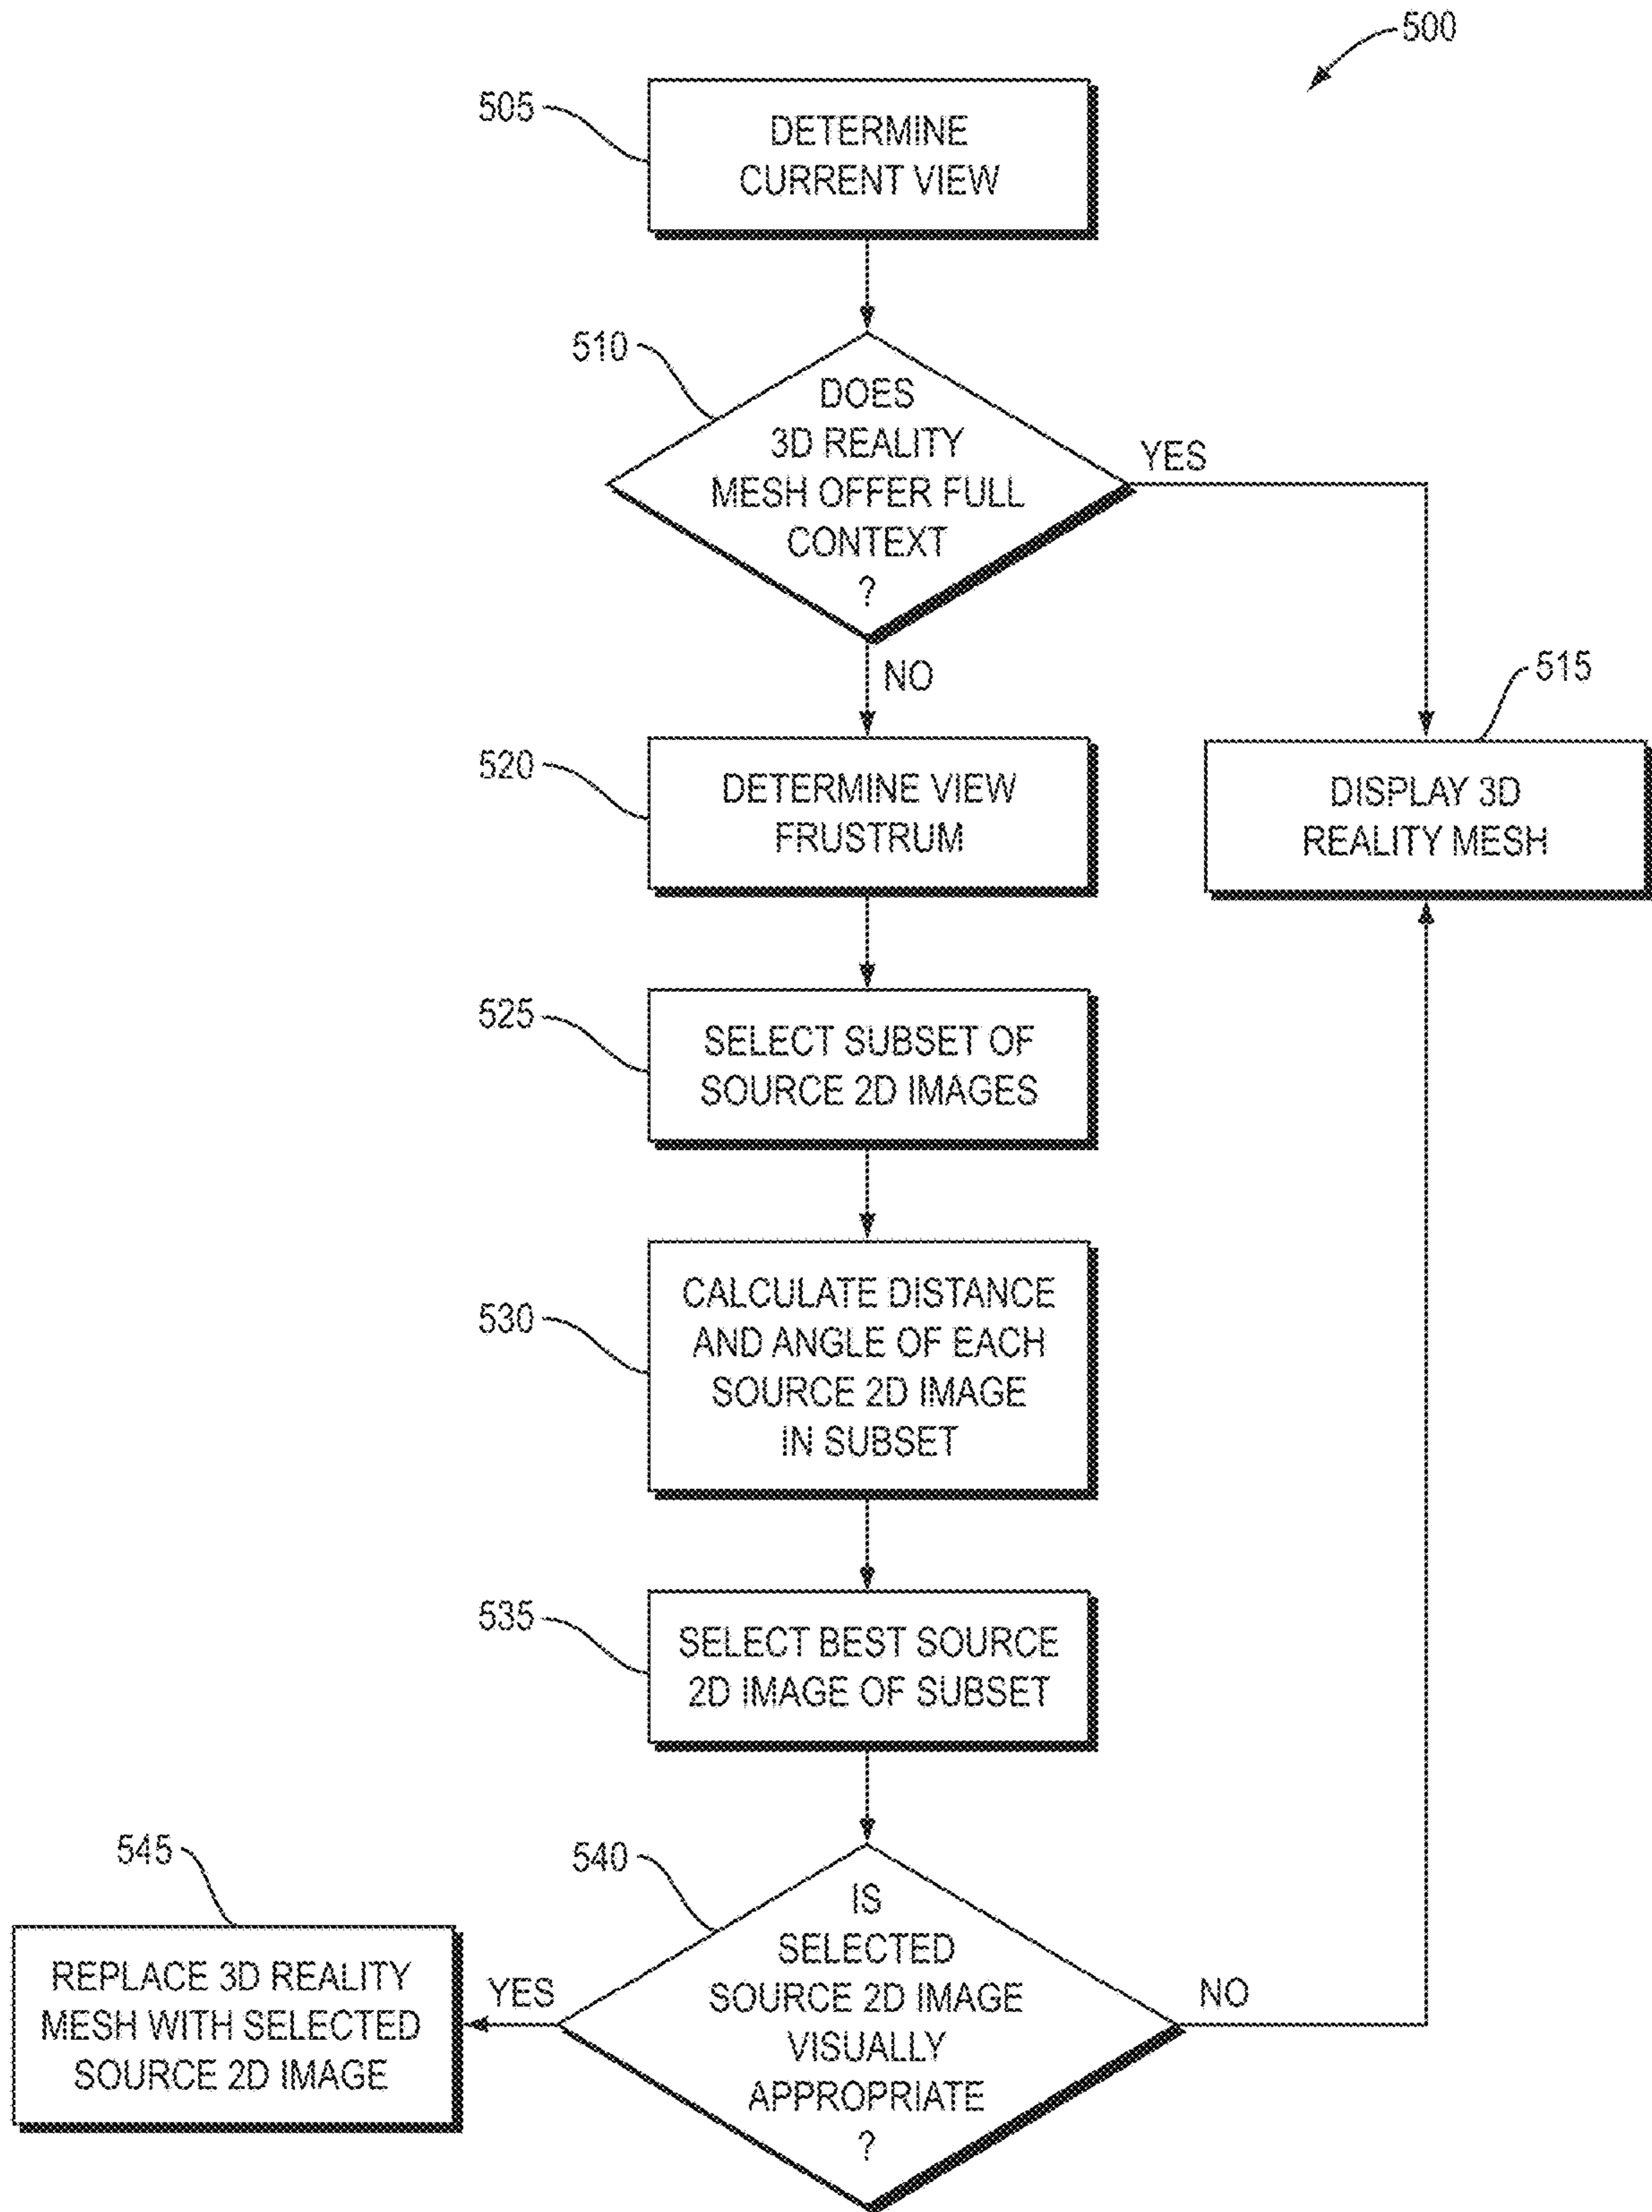 500
505
DETERMINE
CURRENT VIEW
510
DOES
3D REALITY
MESH OFFER FULL
CONTEXT
?
YES
NO
515
DISPLAY 3D
REALITY MESH
520
DETERMINE VIEW
FRUSTRUM
525
SELECT SUBSET OF
SOURCE 2D IMAGES
530
CALCULATE DISTANCE
AND ANGLE OF EACH
SOURCE 2D IMAGE
IN SUBSET
535
SELECT BEST SOURCE
2D IMAGE OF SUBSET
540
IS
SELECTED
SOURCE 2D IMAGE
VISUALLY
APPROPRIATE
?
YES
NO
545
REPLACE 3D REALITY
MESH WITH SELECTED
SOURCE 2D IMAGE